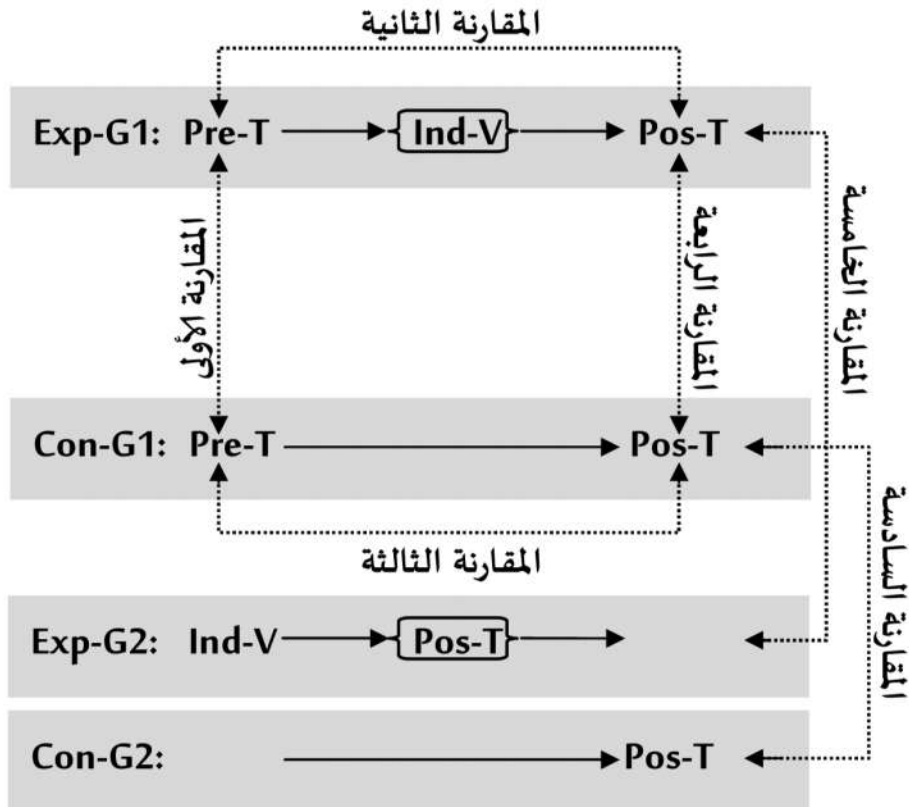 المقارنة الثانية
Exp-G1: Pre-T Ind-V Pos-T
المقارنة الأولى
المقارنة الرابعة
المقارنة الخامسة
Con-G1: Pre-T Pos-T
المقارنة الثالثة
المقارنة السادسة
Exp-G2: Ind-V Pos-T
Con-G2: Pos-T